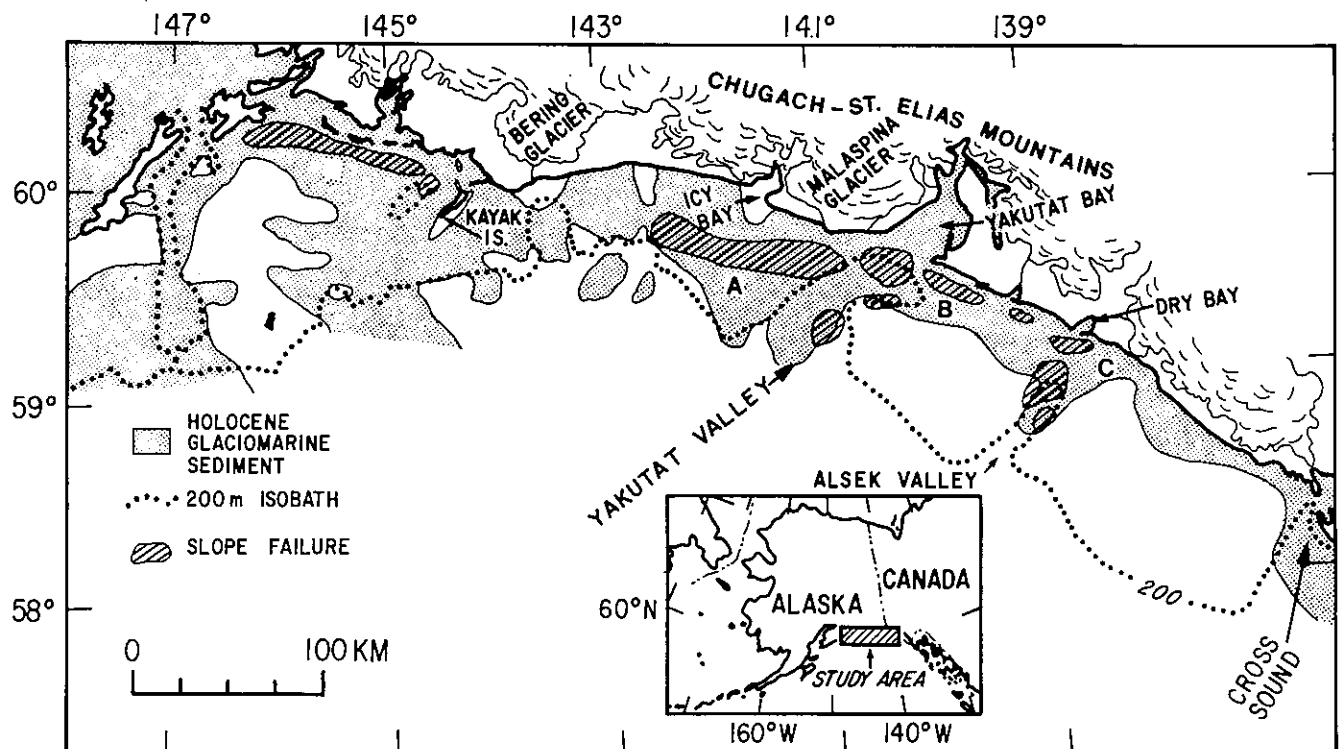 147° 145° 143° 141° 139°
CHUGACH–ST. ELIAS MOUNTAINS
BERING
GLACIER
MALASPINA
GLACIER
60°
ICY
BAY
KAYAK
IS.
YAKUTAT BAY
A
B
DRY BAY
C
59°
YAKUTAT VALLEY
ALSEK VALLEY
HOLOCENE
GLACIOMARINE
SEDIMENT
200m ISOBATH
SLOPE FAILURE
58°
0 100 KM
60°N
ALASKA
CANADA
STUDY AREA
160°W 140°W
200
CROSS
SOUND